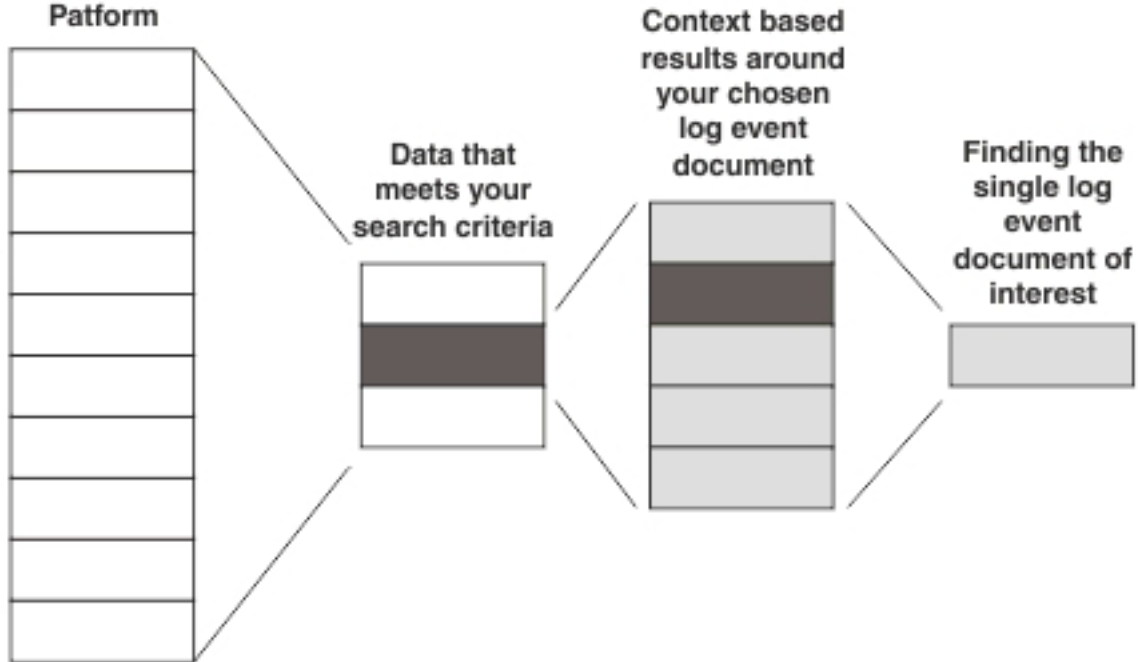 Patform
Data that
meets your
search criteria
Context based
results around
your chosen
log event
document
Finding the
single log
event
document of
interest